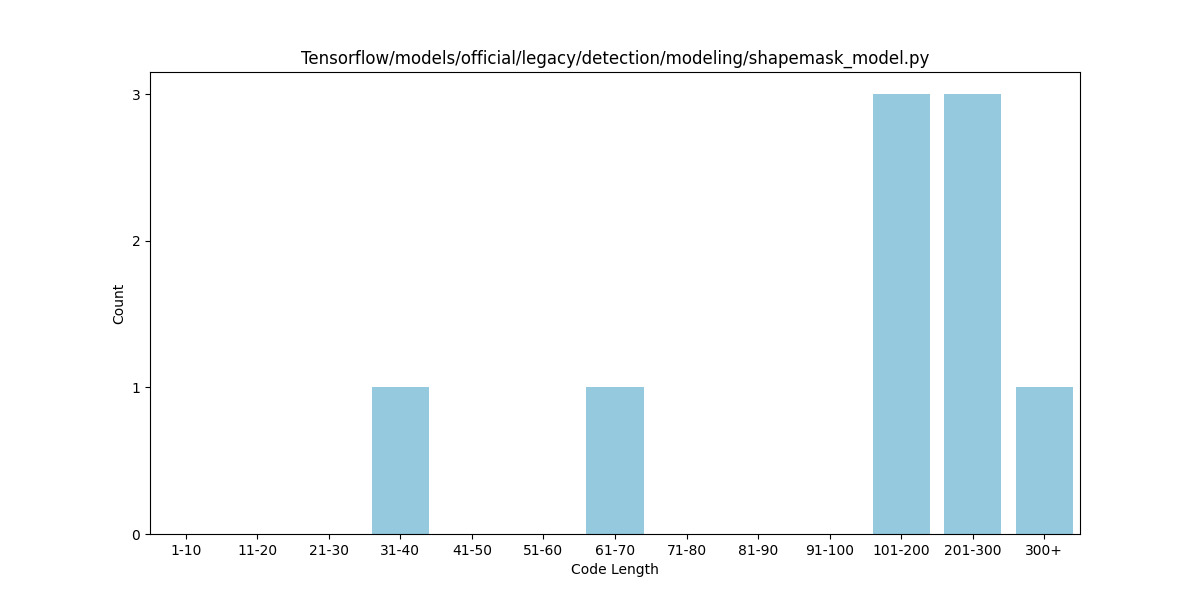 Tensorflow/models/official/legacy/detection/modeling/shapemask_model.py
3
2
1
0
Count
1-10 11-20 21-30 31-40 41-50 51-60 61-70 71-80 81-90 91-100 101-200 201-300 300+
Code Length